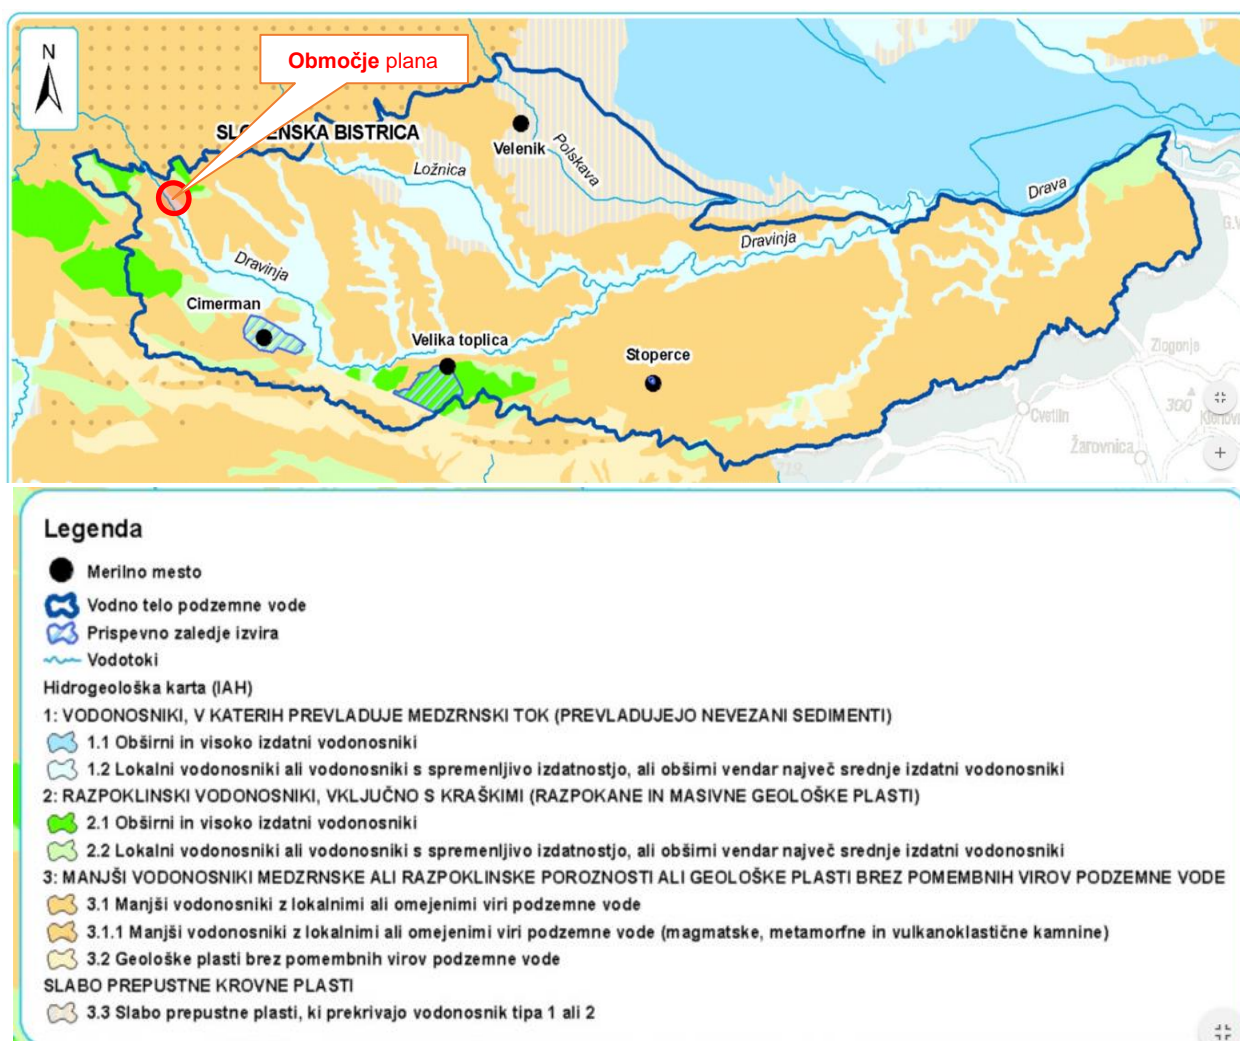 N
Območje plana
SLOVENSKA BISTRICA
Velenik
Polskava
Ložnica
Drava
G.V
Dravinja
Dravinja
Cimerman
Velika toplica
Stoperce
Zlogonje
300
Cvetlin
Klenov
Žarovnica
+
Legenda
Merilno mesto
Vodno telo podzemne vode
Prispevno zaledje izvira
Vodotoki
Hidrogeološka karta (IAH)
1: VODONOSNIKI, V KATERIH PREVLADUJE MEDZRNSKI TOK (PREVLADUJEJO NEVEZANI SEDIMENTI)
1.1 Obširni in visoko izdatni vodonosniki
1.2 Lokalni vodonosniki ali vodonosniki s spremenljivo izdatnostjo, ali obširni vendar največ srednje izdatni vodonosniki
2: RAZPOKLINSKI VODONOSNIKI, VKLJUČNO S KRAŠKIMI (RAZPOKANE IN MASIVNE GEOLOŠKE PLASTI)
2.1 Obširni in visoko izdatni vodonosniki
2.2 Lokalni vodonosniki ali vodonosniki s spremenljivo izdatnostjo, ali obširni vendar največ srednje izdatni vodonosniki
3: MANJŠI VODONOSNIKI MEDZRNSKE ALI RAZPOKLINSKE POROZNOSTI ALI GEOLOŠKE PLASTI BREZ POMEMBNIH VIROV PODZEMNE VODE
3.1 Manjši vodonosniki z lokalnimi ali omejenimi viri podzemne vode
3.1.1 Manjši vodonosniki z lokalnimi ali omejenimi viri podzemne vode (magmatske, metamorfne in vulkanoklastične kamnine)
3.2 Geološke plasti brez pomembnih virov podzemne vode
SLABO PREPUSTNE KROVNE PLASTI
3.3 Slabo prepustne plasti, ki prekrivajo vodonosnik tipa 1 ali 2